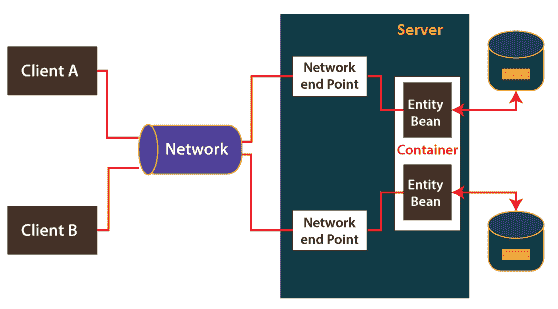 Server
Client A
Network
end Point
Entity
Bean
Network
Container
Client B
Entity
Bean
Network
end Point